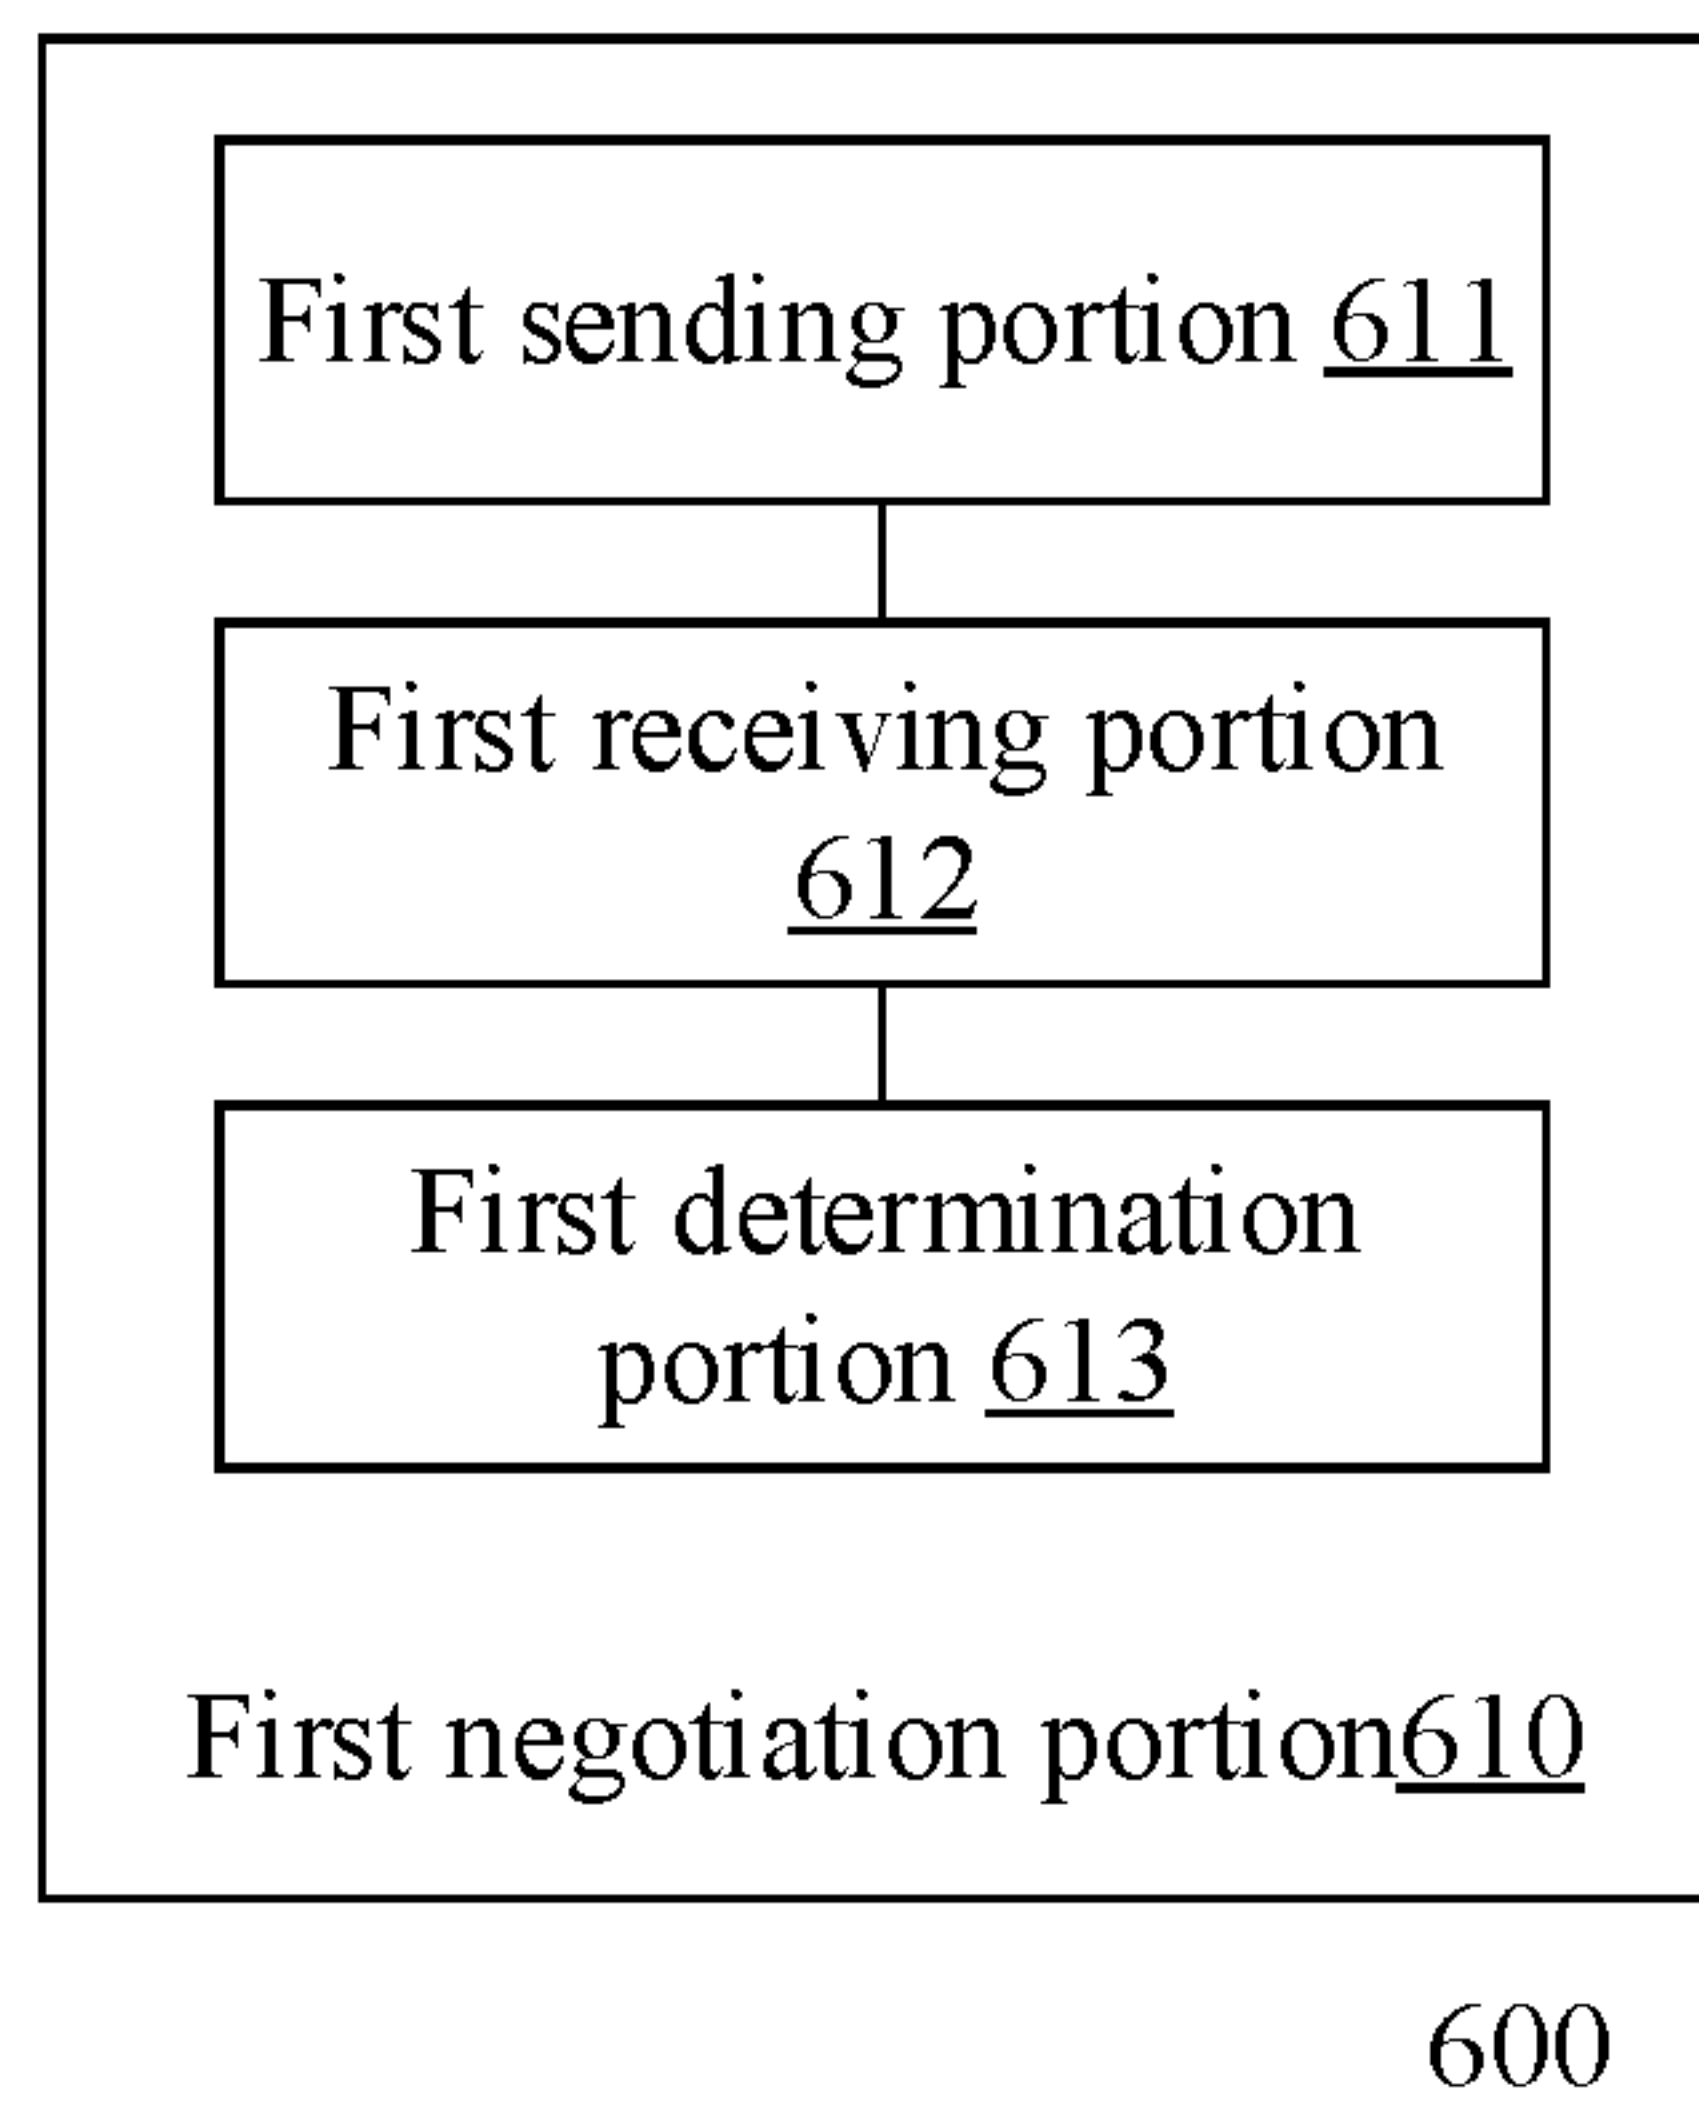 First sending portion 611
First receiving portion
612
First determination
portion 613
First negotiation portion610
600